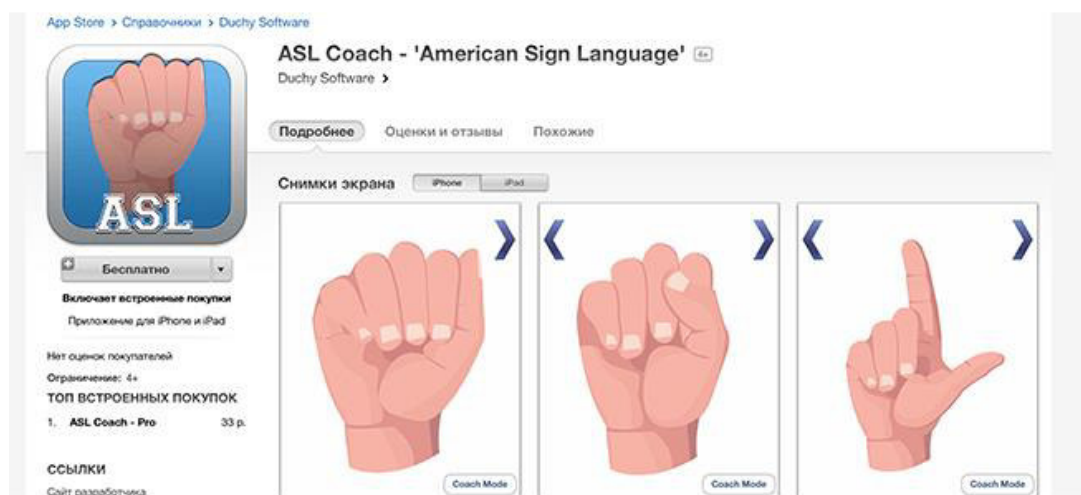 App Store > Справочники > Duchy Software
ASL Coach - 'American Sign Language' 4+
Duchy Software >
Подробнее Оценки и отзывы Похожие
Снимки экрана iPhone iPad
ASL
Бесплатно
Включает встроенные покупки
Приложение для iPhone и iPad
Нет оценок покупателей
Ограничение: 4+
ТОП ВСТРОЕННЫХ ПОКУПОК
1. ASL Coach - Pro 33 р.
ССЫЛКИ
Сайт разработчика
Coach Mode
Coach Mode
Coach Mode